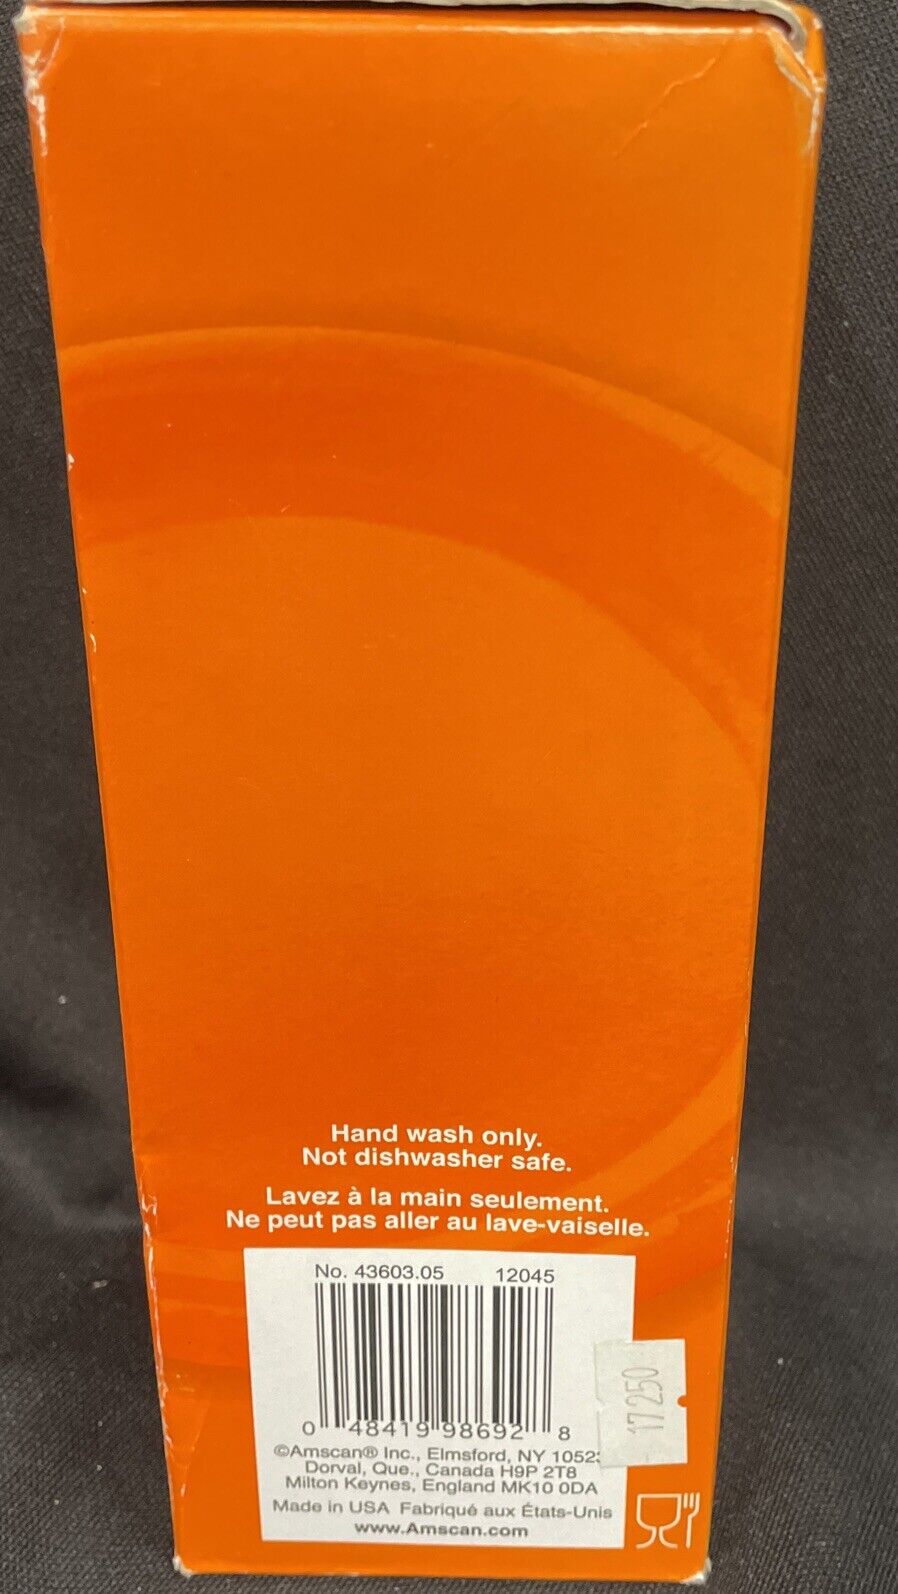 Hand wash only.
Not dishwasher safe.
Lavez à la main seulement.
Ne peut pas aller au lave-vaiselle.
No. 43603.05 12045
0 48419 98692 8
©Amscan® Inc., Elmsford, NY
Dorval, Que., Canada H9P 2T8
Milton Keynes, England MK10 0DA
Made in USA Fabriqué aux États-Unis
www.Amscan.com
17250